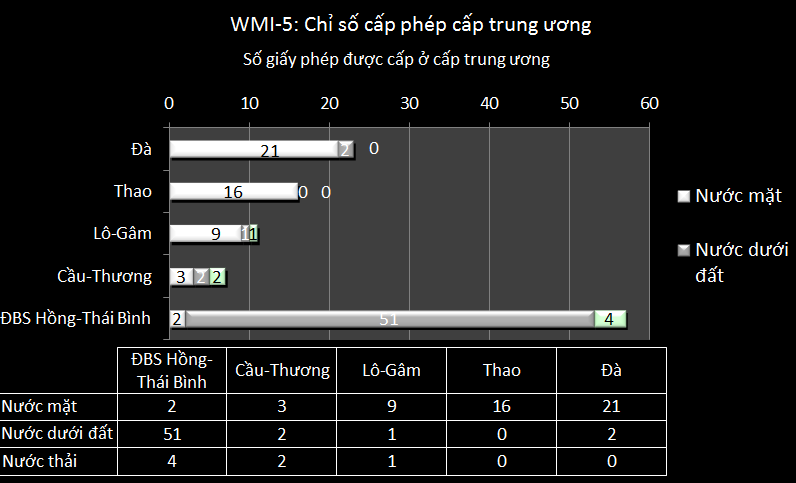 WMI-5: Chỉ số cấp phép cấp trung ương
Số giấy phép được cấp ở cấp trung ương
0 10 20 30 40 50 60
Đà 21 2 0
Thao 16 0 0
Lô-Gâm 9 1 1
Cầu-Thương 3 2 2
ĐBS Hồng-Thái Bình 2 51 4
Nước mặt
Nước dưới
đất
ĐBS Hồng-
Thái Bình Cầu-Thương Lô-Gâm Thao Đà
Nước mặt 2 3 9 16 21
Nước dưới đất 51 2 1 0 2
Nước thải 4 2 1 0 0